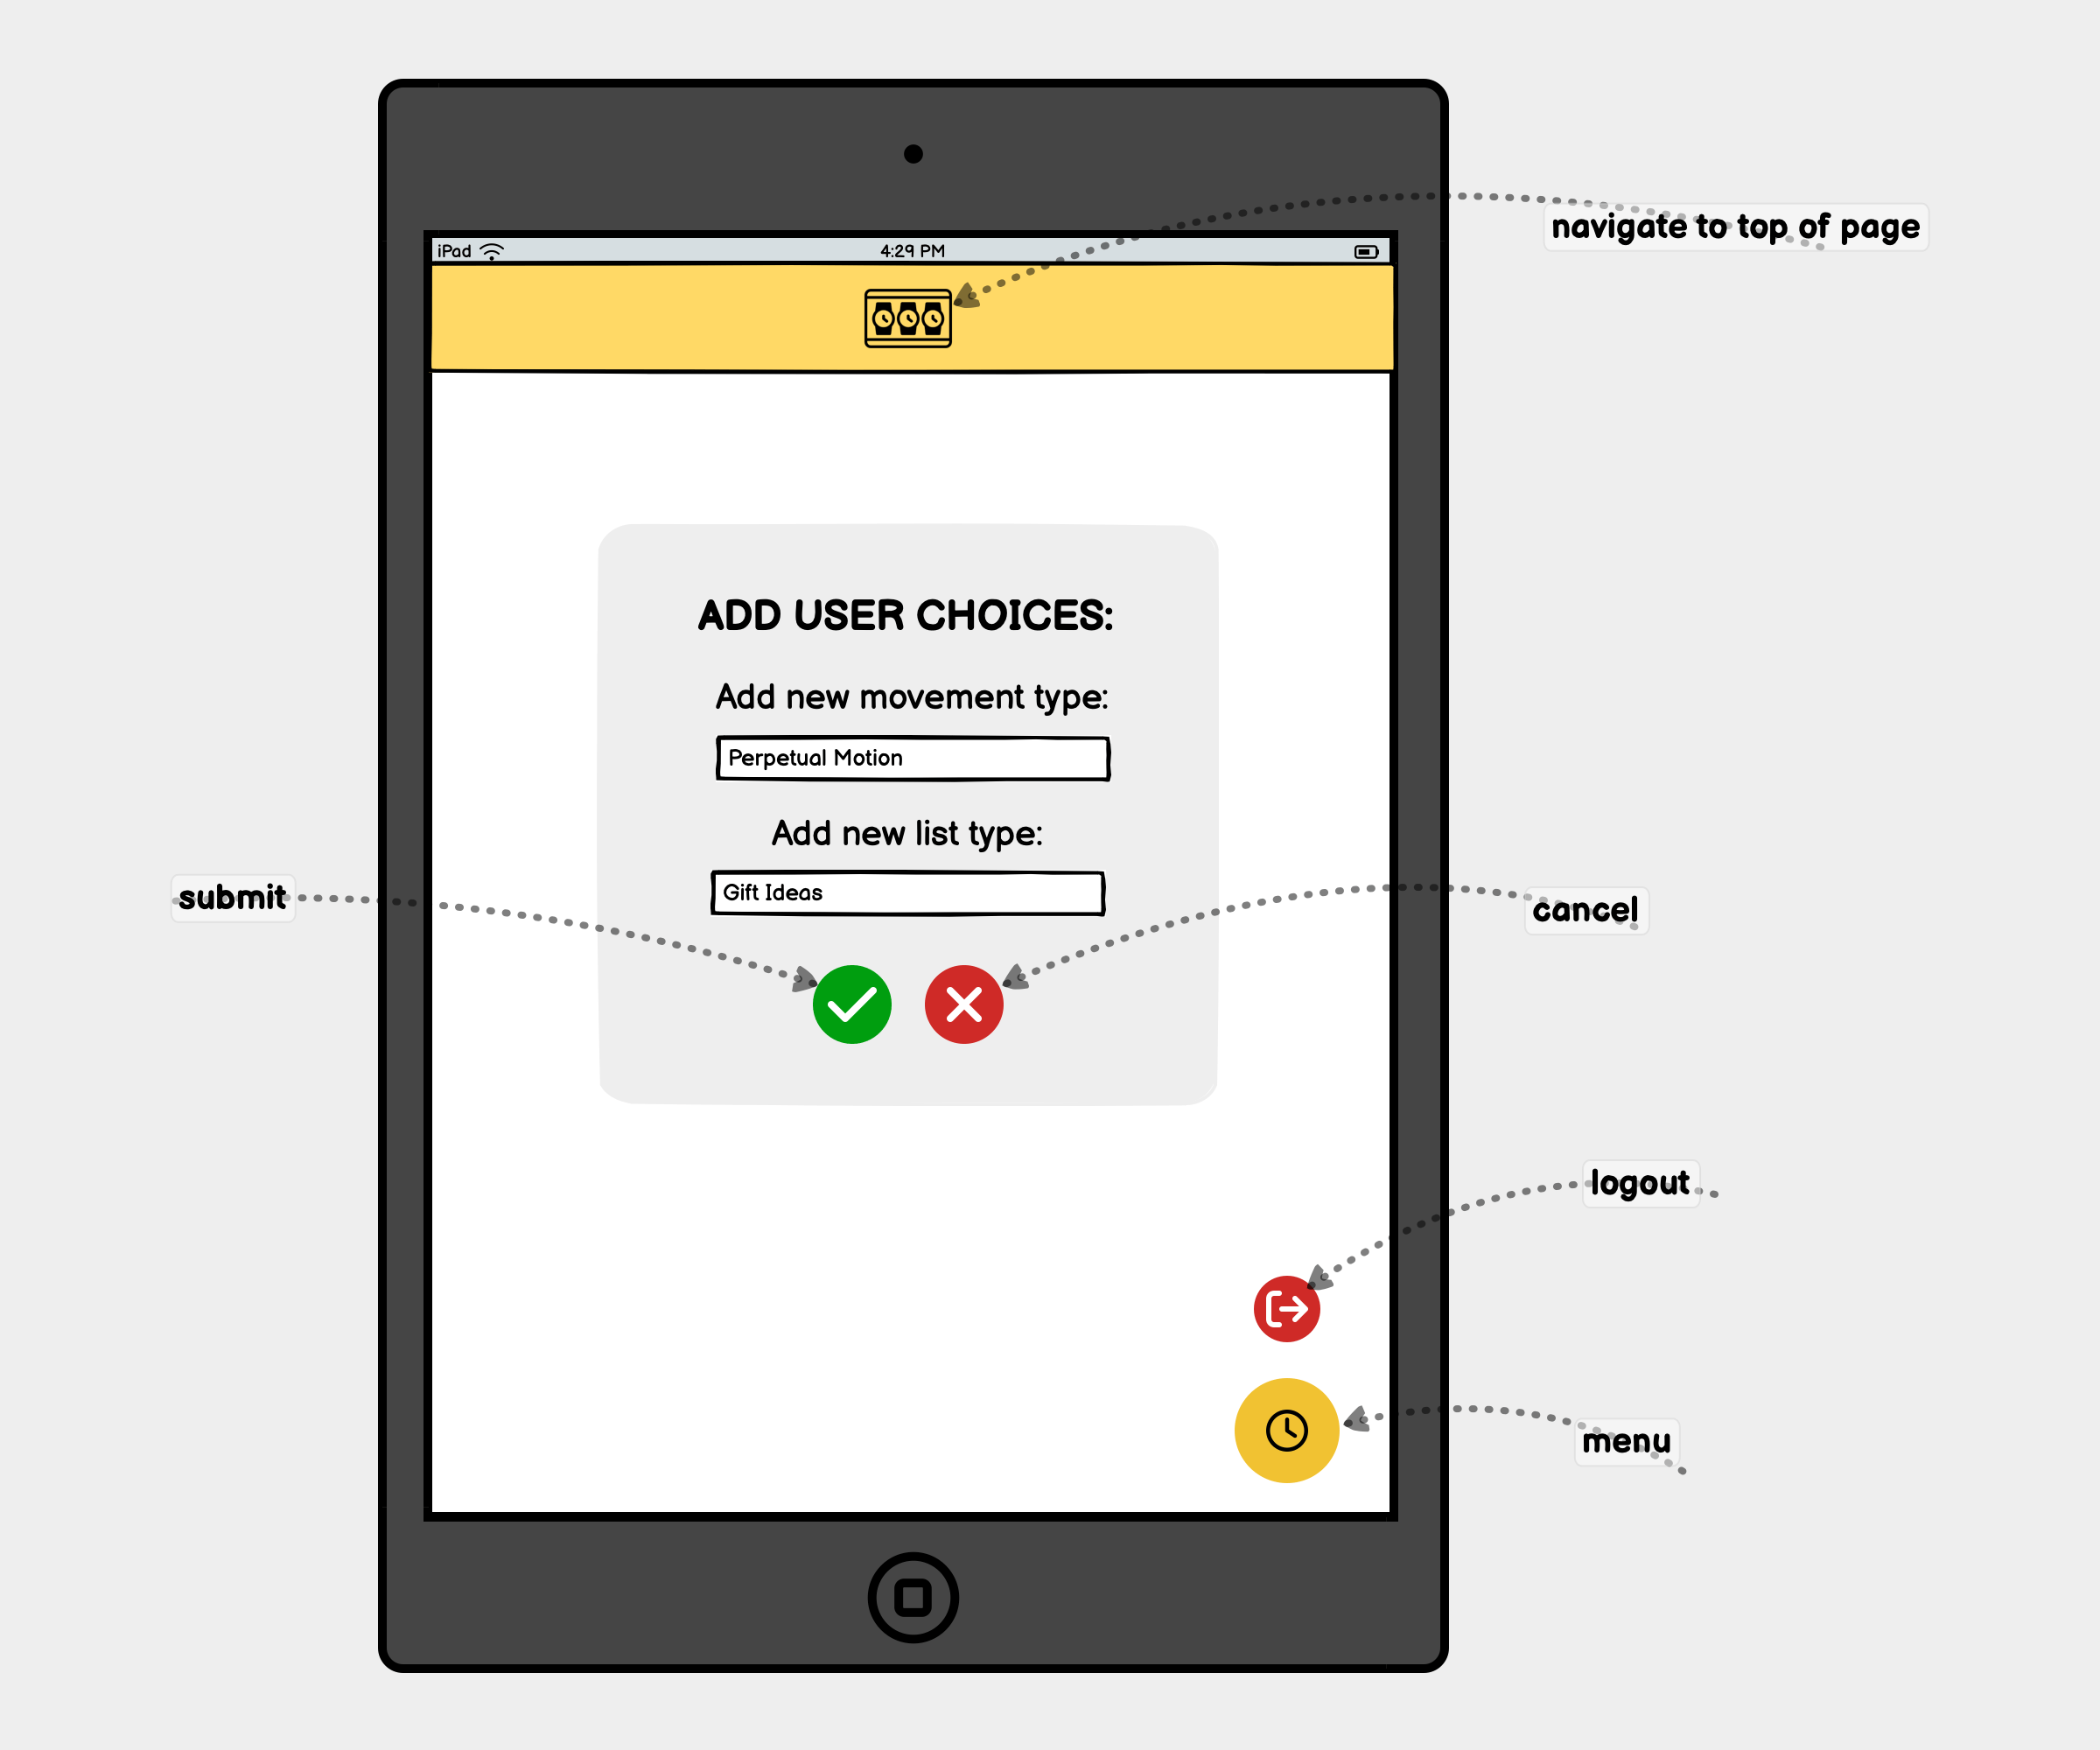 navigate to top of page
iPad
4:29 PM
ADD USER CHOICES:
Add new movement type:
Perpetual Motion
Add new list type:
Gift Ideas
submit
cancel
logout
menu